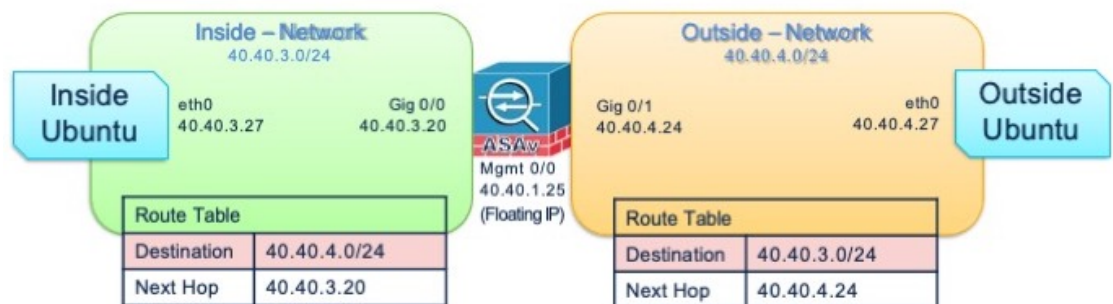 Inside – Network
40.40.3.0/24
Inside
Ubuntu
eth0
40.40.3.27
Gig 0/0
40.40.3.20
ASAv
Mgmt 0/0
40.40.1.25
(Floating IP)
Outside – Network
40.40.4.0/24
Gig 0/1
40.40.4.24
eth0
40.40.4.27
Outside
Ubuntu
Route Table
Destination 40.40.4.0/24
Next Hop 40.40.3.20
Route Table
Destination 40.40.3.0/24
Next Hop 40.40.4.24